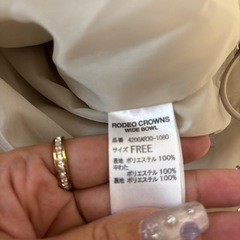 RODEO CROWNS
WIDE BOWL
品番 420GAR30-1080
サイズ FREE
表地 ポリエステル 100%
中わた
ポリエステル 100%
裏地 ポリエステル 100%